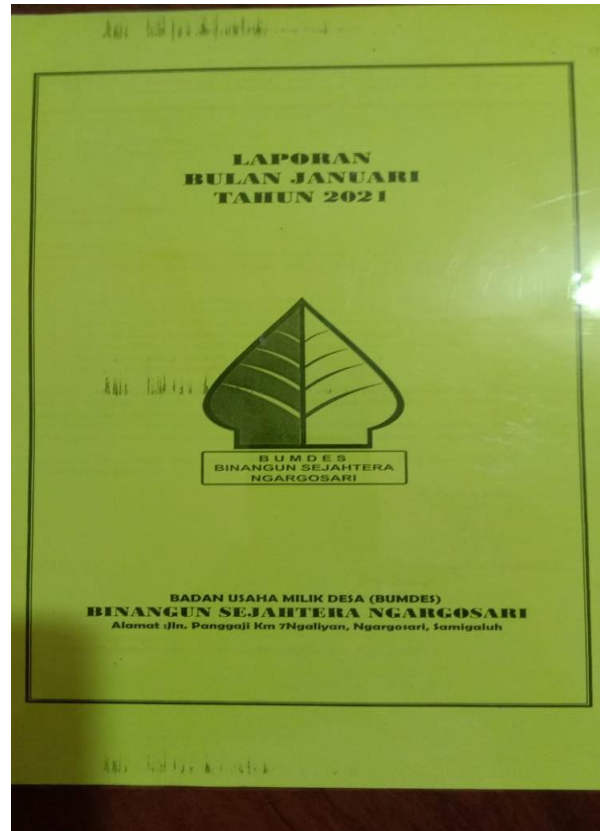 LAPORAN
BULAN JANUARI
TAHUN 2021
BUMDES
BINANGUN SEJAHTERA
NGARGOSARI
BADAN USAHA MILIK DESA (BUMDES)
BINANGUN SEJAHTERA NGARGOSARI
Alamat :Jln. Panggaji Km 7Ngaliyan, Ngargosari, Samigaluh